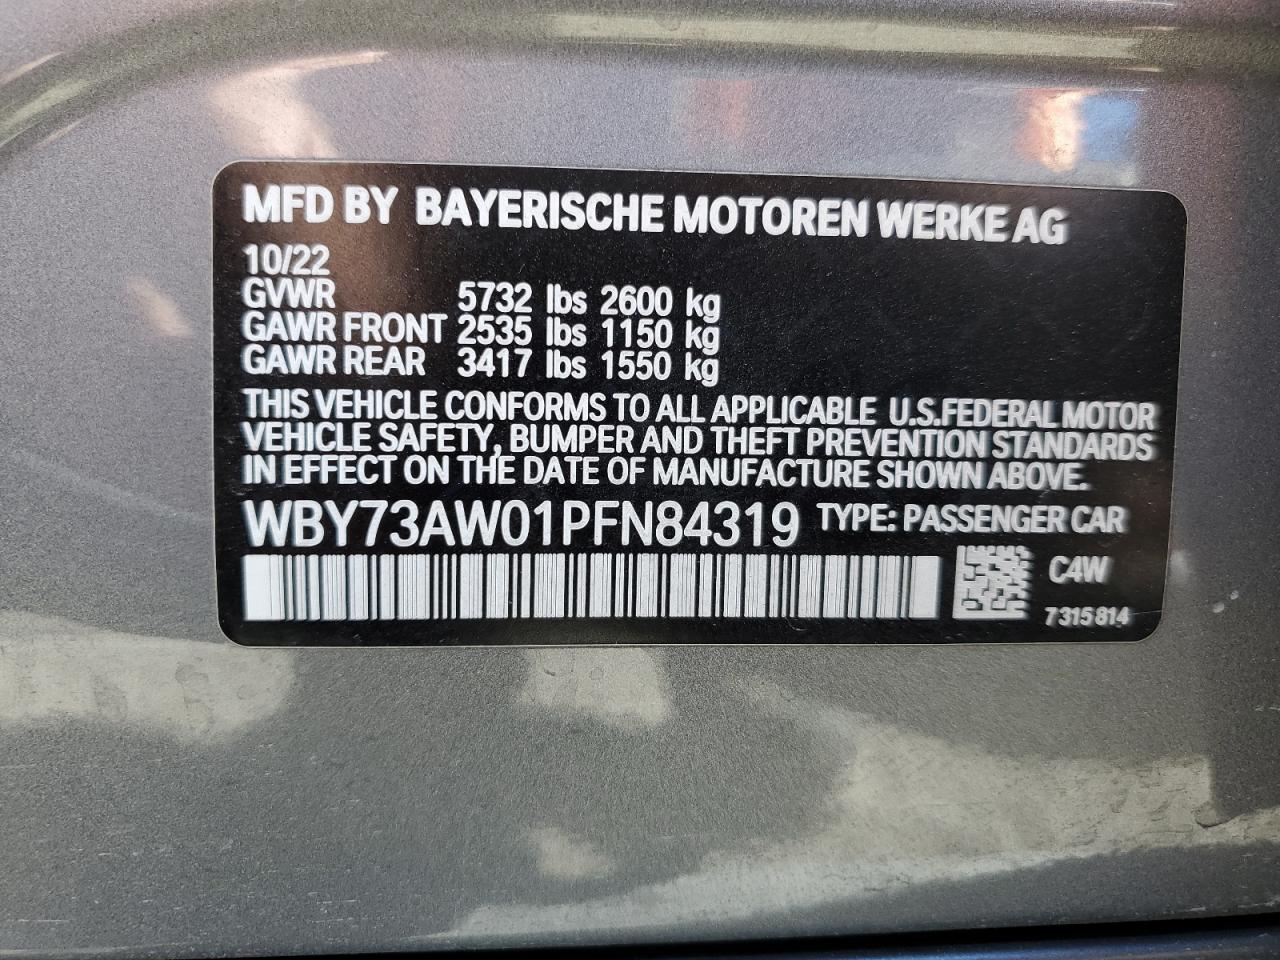 MFD BY BAYERISCHE MOTOREN WERKE AG
10/22
GVWR 5732 lbs 2600 kg
GAWR FRONT 2535 lbs 1150 kg
GAWR REAR 3417 lbs 1550 kg
THIS VEHICLE CONFORMS TO ALL APPLICABLE U.S.FEDERAL MOTOR
VEHICLE SAFETY, BUMPER AND THEFT PREVENTION STANDARDS
IN EFFECT ON THE DATE OF MANUFACTURE SHOWN ABOVE.
WBY73AW01PFN84319 TYPE: PASSENGER CAR
C4W
7315814